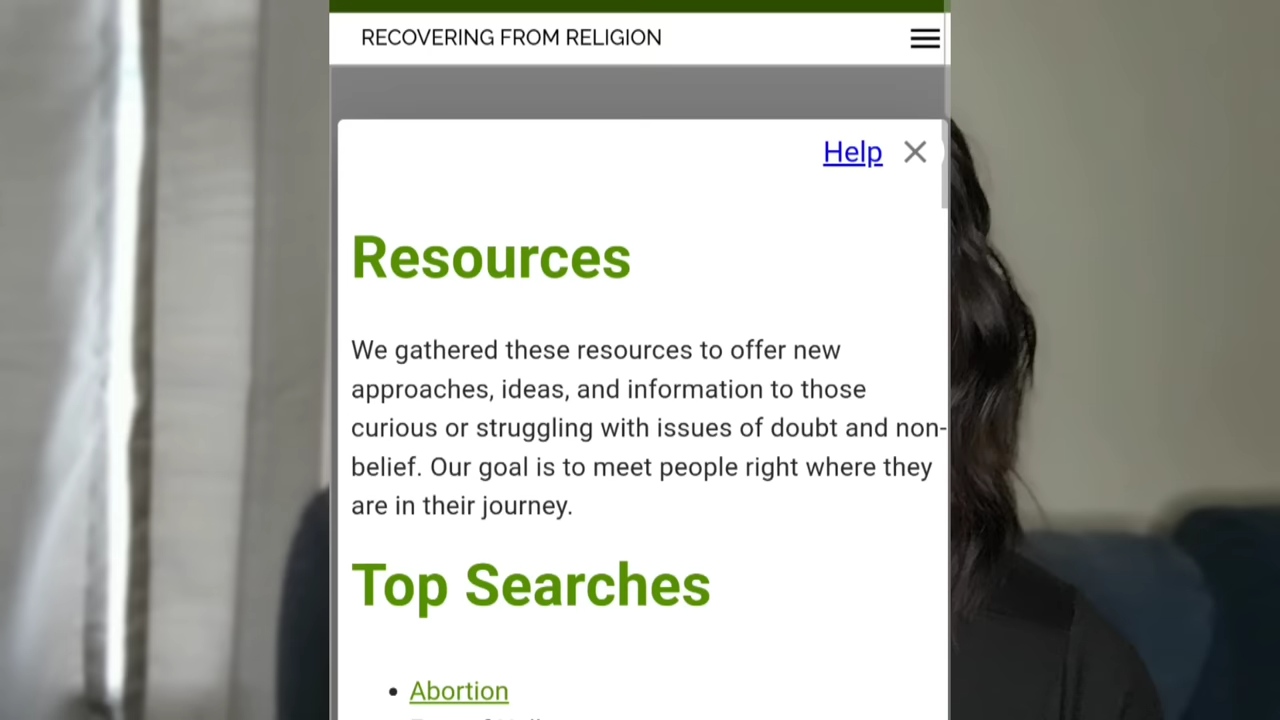 RECOVERING FROM RELIGION
Help
Resources
We gathered these resources to offer new
approaches, ideas, and information to those
curious or struggling with issues of doubt and non-
belief. Our goal is to meet people right where they
are in their journey.
Top Searches
Abortion